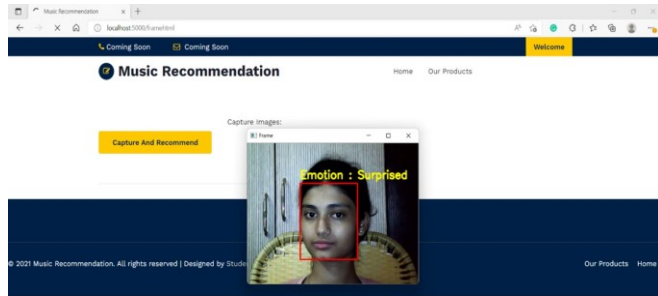 Music Recommendation
localhost:5000/framehtml
Coming Soon
Coming Soon
Welcome
Music Recommendation
Home
Our Products
Capture Images:
Capture And Recommend
Frame
Emotion : Surprised
© 2021 Music Recommendation. All rights reserved | Designed by Stude
Our Products
Home